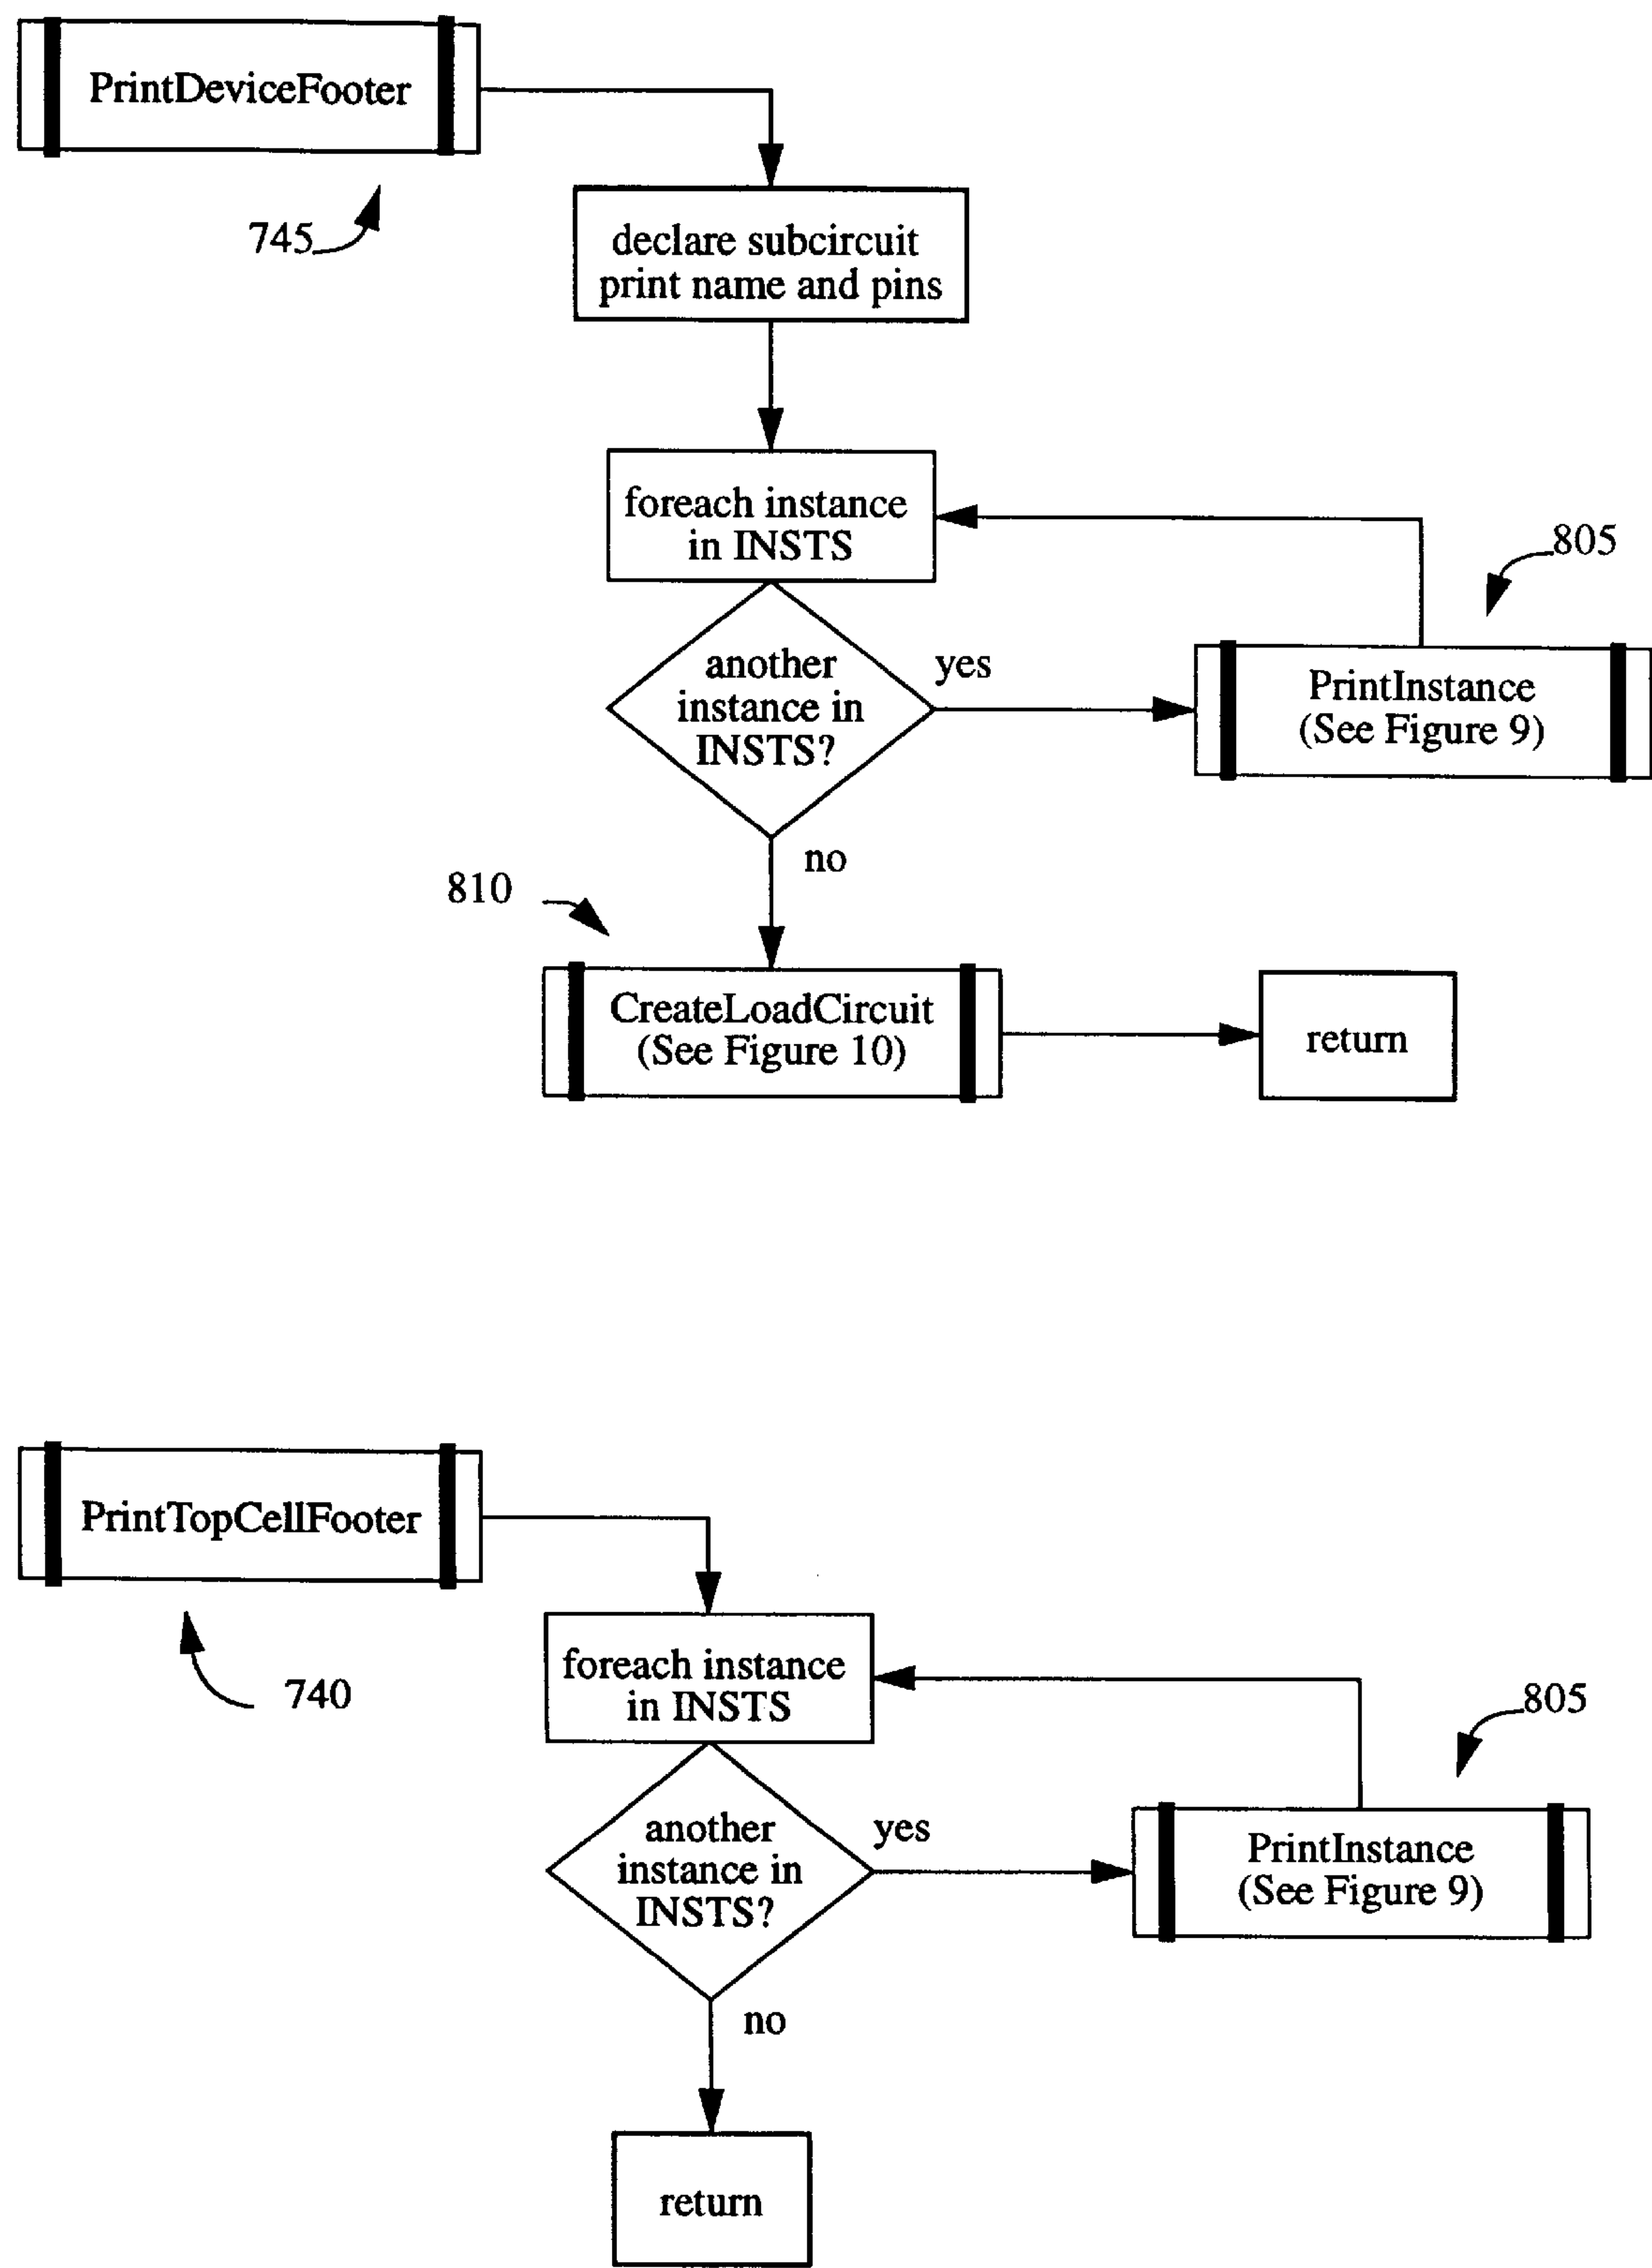 PrintDeviceFooter
745
declare subcircuit
print name and pins
foreach instance
in INSTS
805
another
instance in
INSTS?
yes
PrintInstance
(See Figure 9)
no
810
CreateLoadCircuit
(See Figure 10)
return
PrintTopCellFooter
740
foreach instance
in INSTS
805
another
instance in
INSTS?
yes
PrintInstance
(See Figure 9)
no
return